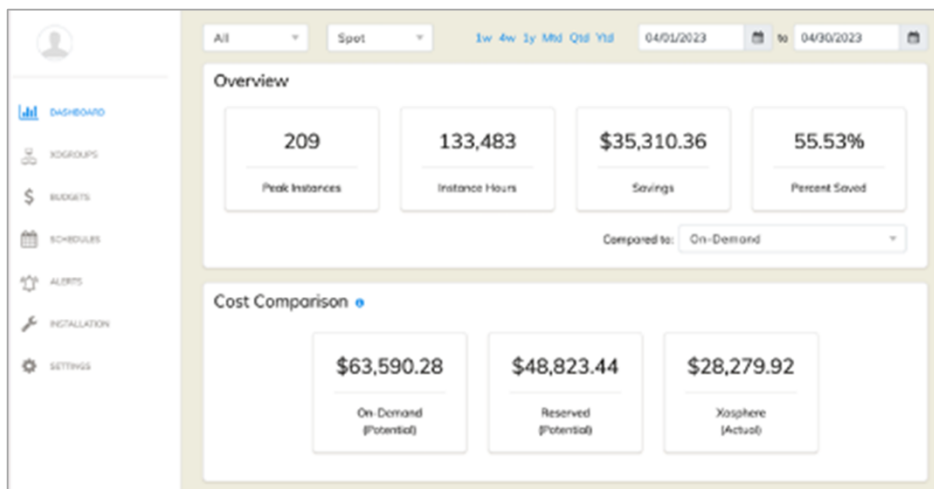 All
Spot
1w 4w 1y Mtd Qtd Ytd
04/01/2023
to
04/30/2023
DASHBOARD
XOGROUPS
BUDGETS
SCHEDULES
ALERTS
INSTALLATION
SETTINGS
Overview
209
Peak Instances
133,483
Instance Hours
$35,310.36
Savings
55.53%
Percent Saved
Compared to:
On-Demand
Cost Comparison
$63,590.28
On-Demand
(Potential)
$48,823.44
Reserved
(Potential)
$28,279.92
Xosphere
(Actual)